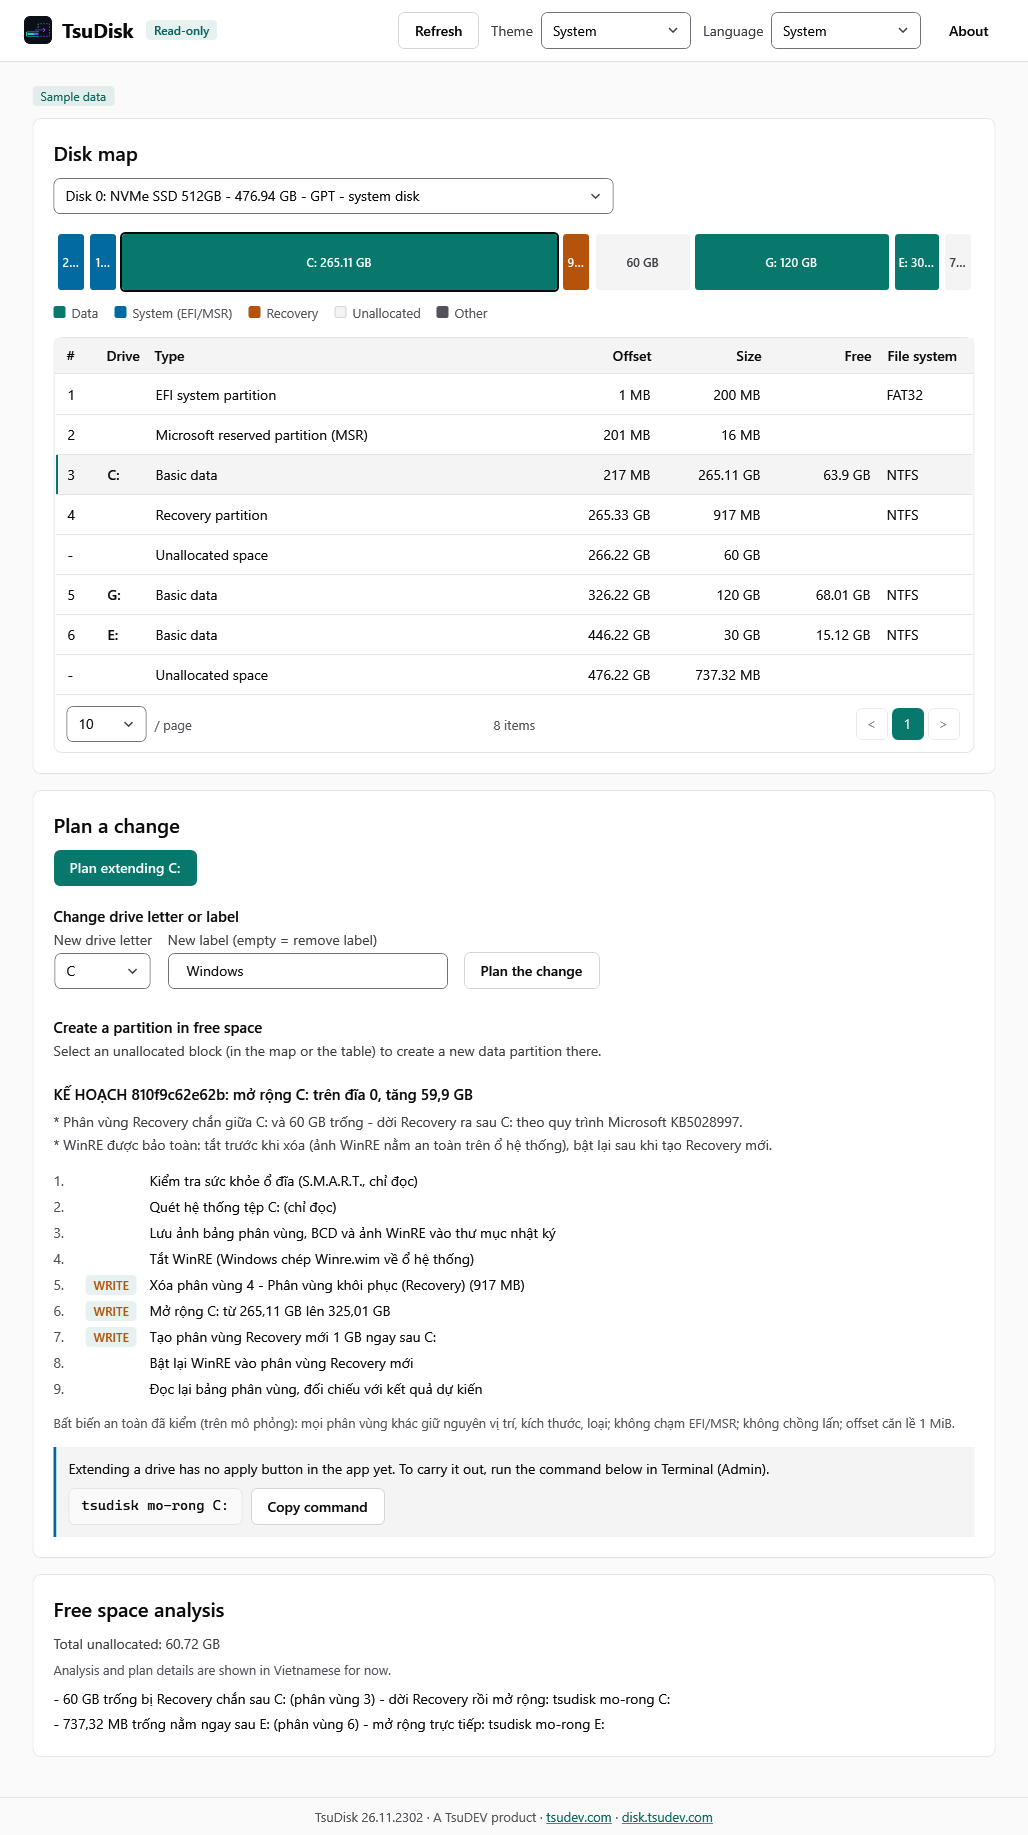 TsuDisk Read-only Refresh Theme System Language System About
Sample data
Disk map
Disk 0: NVMe SSD 512GB - 476.94 GB - GPT - system disk
2... 1... C: 265.11 GB 9... 60 GB G: 120 GB E: 30... 7...
Data System (EFI/MSR) Recovery Unallocated Other
# Drive Type Offset Size Free File system
1 EFI system partition 1 MB 200 MB FAT32
2 Microsoft reserved partition (MSR) 201 MB 16 MB
3 C: Basic data 217 MB 265.11 GB 63.9 GB NTFS
4 Recovery partition 265.33 GB 917 MB NTFS
- Unallocated space 266.22 GB 60 GB
5 G: Basic data 326.22 GB 120 GB 68.01 GB NTFS
6 E: Basic data 446.22 GB 30 GB 15.12 GB NTFS
- Unallocated space 476.22 GB 737.32 MB
10 / page 8 items < 1 >
Plan a change
Plan extending C:
Change drive letter or label
New drive letter New label (empty = remove label)
C Windows Plan the change
Create a partition in free space
Select an unallocated block (in the map or the table) to create a new data partition there.
KẾ HOẠCH 810f9c62e62b: mở rộng C: trên đĩa 0, tăng 59,9 GB
* Phân vùng Recovery chắn giữa C: và 60 GB trống - dời Recovery ra sau C: theo quy trình Microsoft KB5028997.
* WinRE được bảo toàn: tắt trước khi xóa (ảnh WinRE nằm an toàn trên ổ hệ thống), bật lại sau khi tạo Recovery mới.
1. Kiểm tra sức khỏe ổ đĩa (S.M.A.R.T., chỉ đọc)
2. Quét hệ thống tệp C: (chỉ đọc)
3. Lưu ảnh bảng phân vùng, BCD và ảnh WinRE vào thư mục nhật ký
4. Tắt WinRE (Windows chép Winre.wim về ổ hệ thống)
5. WRITE Xóa phân vùng 4 - Phân vùng khôi phục (Recovery) (917 MB)
6. WRITE Mở rộng C: từ 265,11 GB lên 325,01 GB
7. WRITE Tạo phân vùng Recovery mới 1 GB ngay sau C:
8. Bật lại WinRE vào phân vùng Recovery mới
9. Đọc lại bảng phân vùng, đối chiếu với kết quả dự kiến
Bất biến an toàn đã kiểm (trên mô phỏng): mọi phân vùng khác giữ nguyên vị trí, kích thước, loại; không chạm EFI/MSR; không chồng lấn; offset căn lề 1 MiB.
Extending a drive has no apply button in the app yet. To carry it out, run the command below in Terminal (Admin).
tsudisk mo-rong C: Copy command
Free space analysis
Total unallocated: 60.72 GB
Analysis and plan details are shown in Vietnamese for now.
- 60 GB trống bị Recovery chắn sau C: (phân vùng 3) - dời Recovery rồi mở rộng: tsudisk mo-rong C:
- 737,32 MB trống nằm ngay sau E: (phân vùng 6) - mở rộng trực tiếp: tsudisk mo-rong E:
TsuDisk 26.11.2302 · A TsuDEV product · tsudev.com · disk.tsudev.com